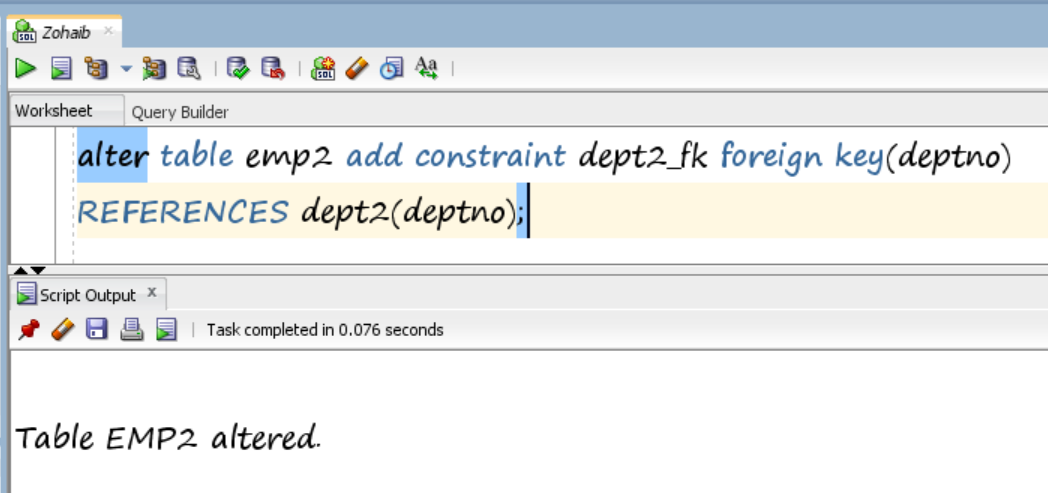 Zohaib
Worksheet Query Builder
alter table emp2 add constraint dept2_fk foreign key(deptno)
REFERENCES dept2(deptno);
Script Output x
Task completed in 0.076 seconds
Table EMP2 altered.